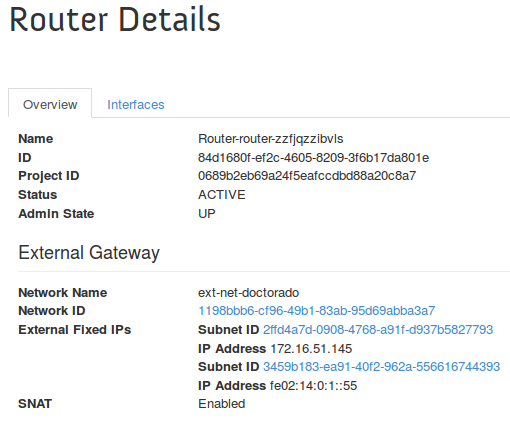 Router Details
Overview Interfaces
Name Router-router-zzfjqzzibvls
ID 84d1680f-ef2c-4605-8209-3f6b17da801e
Project ID 0689b2eb69a24f5eafccdbd88a20c8a7
Status ACTIVE
Admin State UP
External Gateway
Network Name ext-net-doctorado
Network ID 1198bbb6-cf96-49b1-83ab-95d69abba3a7
External Fixed IPs Subnet ID 2ffd4a7d-0908-4768-a91f-d937b5827793
IP Address 172.16.51.145
Subnet ID 3459b183-ea91-40f2-962a-556616744393
IP Address fe02:14:0:1::55
SNAT Enabled